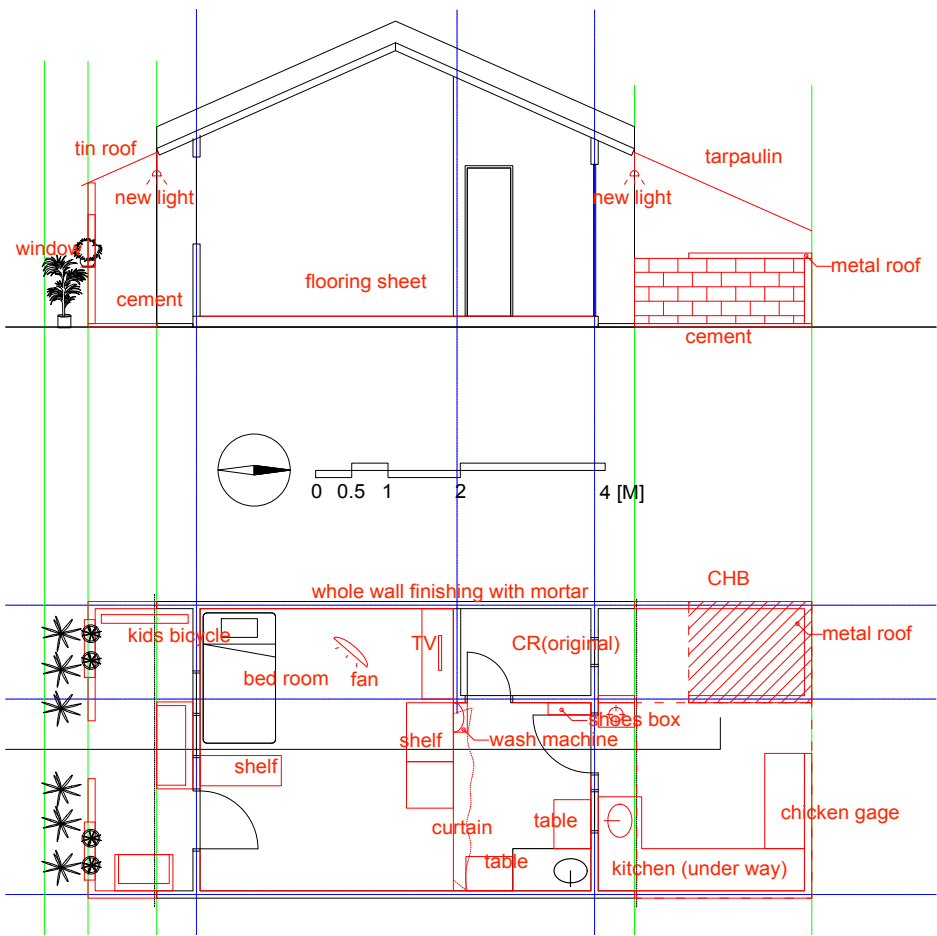 tin roof
tarpaulin
new light
new light
window
metal roof
flooring sheet
cement
cement
0 0.5 1 2 4 [M]
CHB
whole wall finishing with mortar
kids bicycle
TV
CR(original)
metal roof
bed room
fan
shoes box
shelf
wash machine
shelf
chicken gage
curtain
table
table
kitchen (under way)